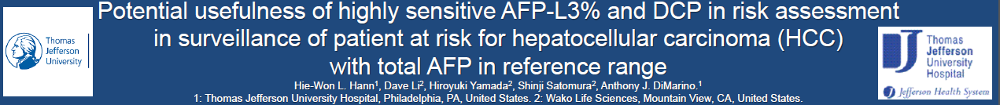 Potential usefulness of highly sensitive AFP-L3% and DCP in risk assessment
in surveillance of patient at risk for hepatocellular carcinoma (HCC)
with total AFP in reference range
Hie-Won L. Hann¹, Dave Li², Hiroyuki Yamada², Shinji Satomura², Anthony J. DiMarino.¹
1: Thomas Jefferson University Hospital, Philadelphia, PA, United States. 2: Wako Life Sciences, Mountain View, CA, United States.
Thomas
Jefferson
University
Thomas
Jefferson
University
Hospital
Jefferson Health System